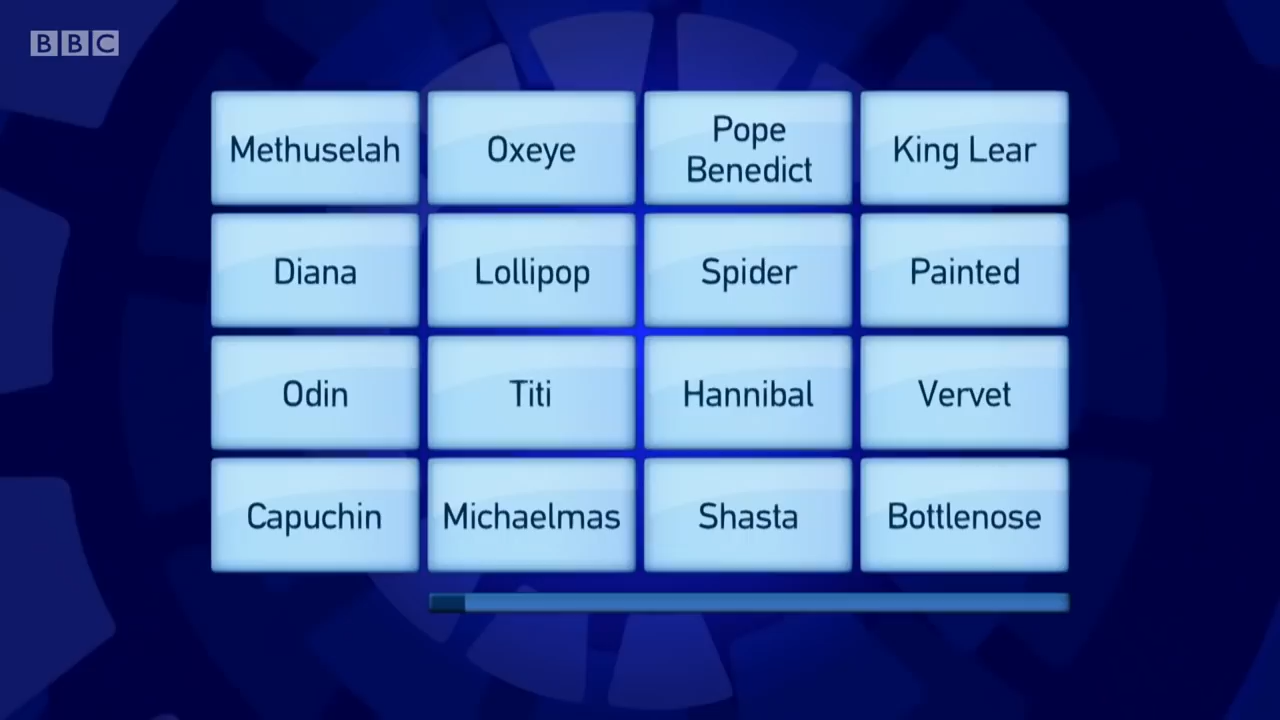 BBC
Methuselah
Oxeye
Pope
Benedict
King Lear
Diana
Lollipop
Spider
Painted
Odin
Titi
Hannibal
Vervet
Capuchin
Michaelmas
Shasta
Bottlenose